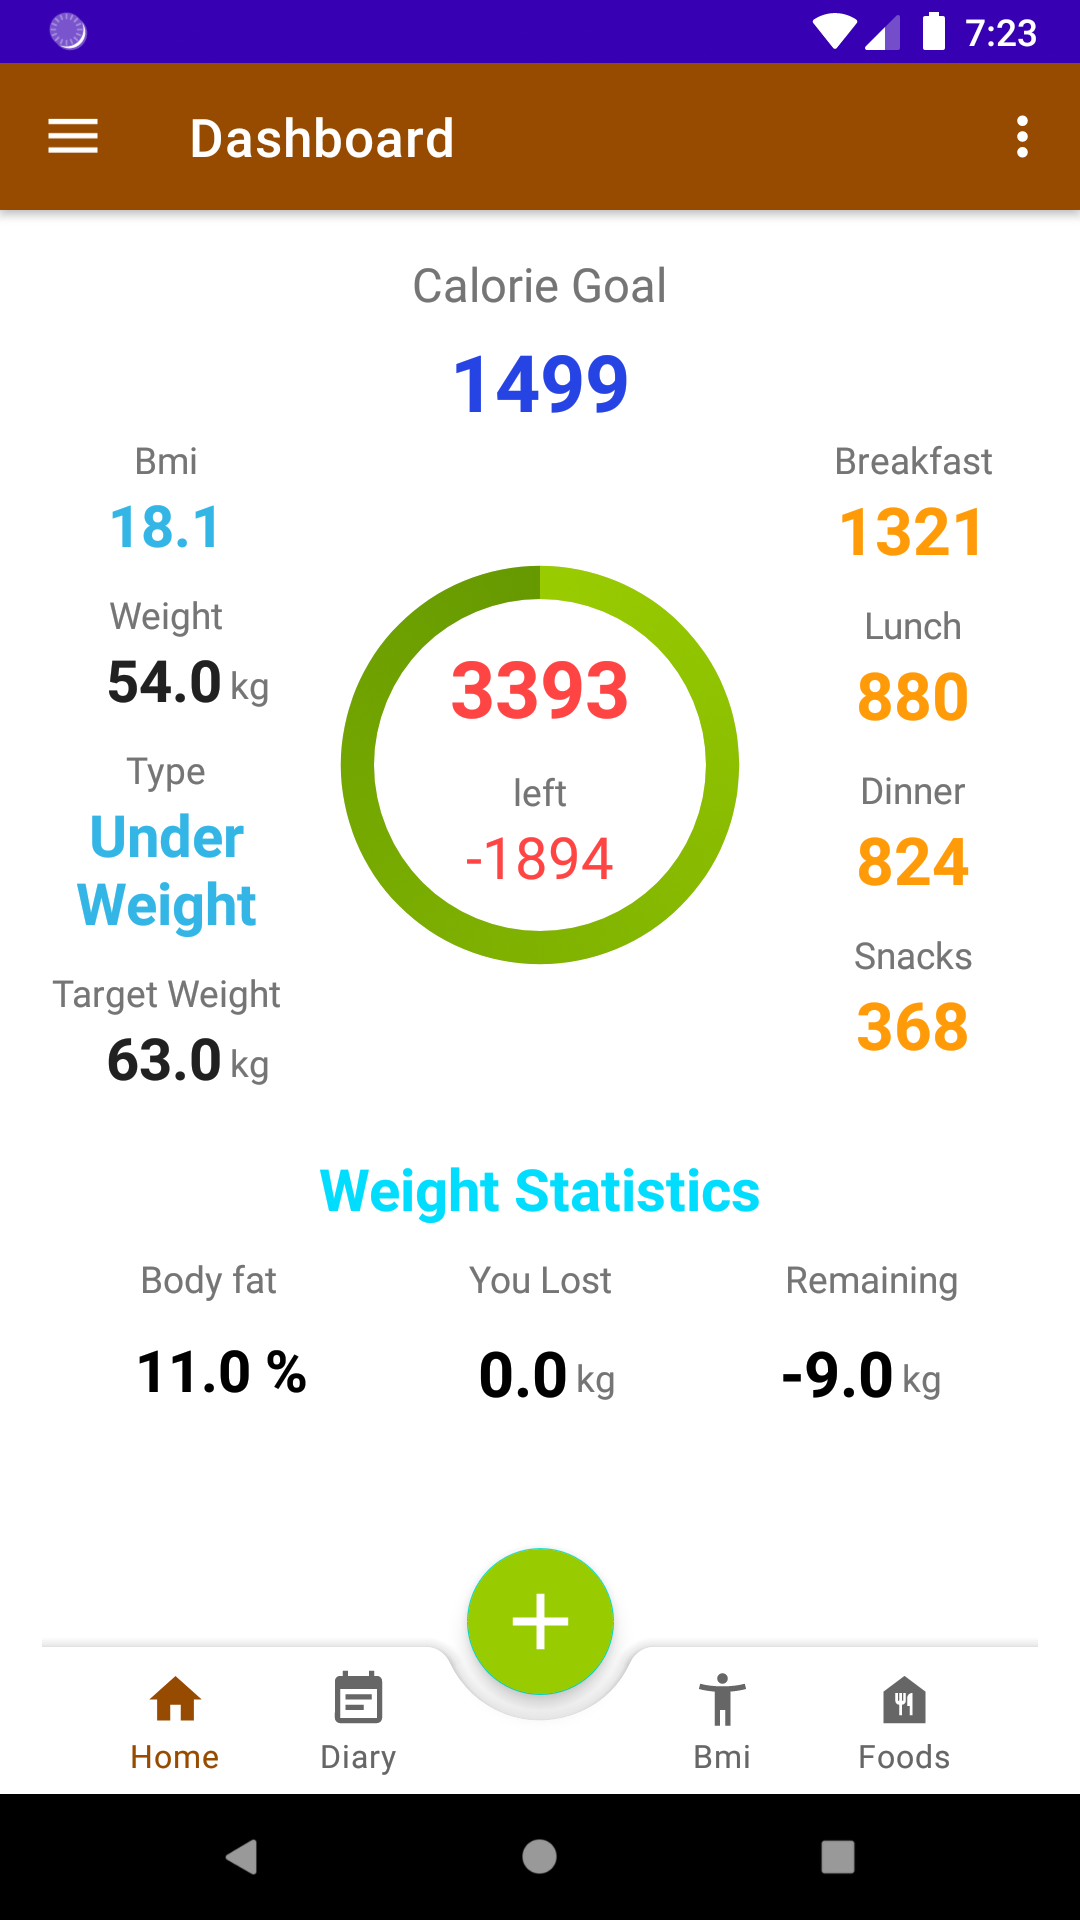 7:23
Dashboard
Calorie Goal
1499
Bmi
18.1
Weight
54.0 kg
Type
Under
Weight
Target Weight
63.0 kg
3393
left
-1894
Breakfast
1321
Lunch
880
Dinner
824
Snacks
368
Weight Statistics
Body fat
11.0 %
You Lost
0.0 kg
Remaining
-9.0 kg
Home
Diary
Bmi
Foods